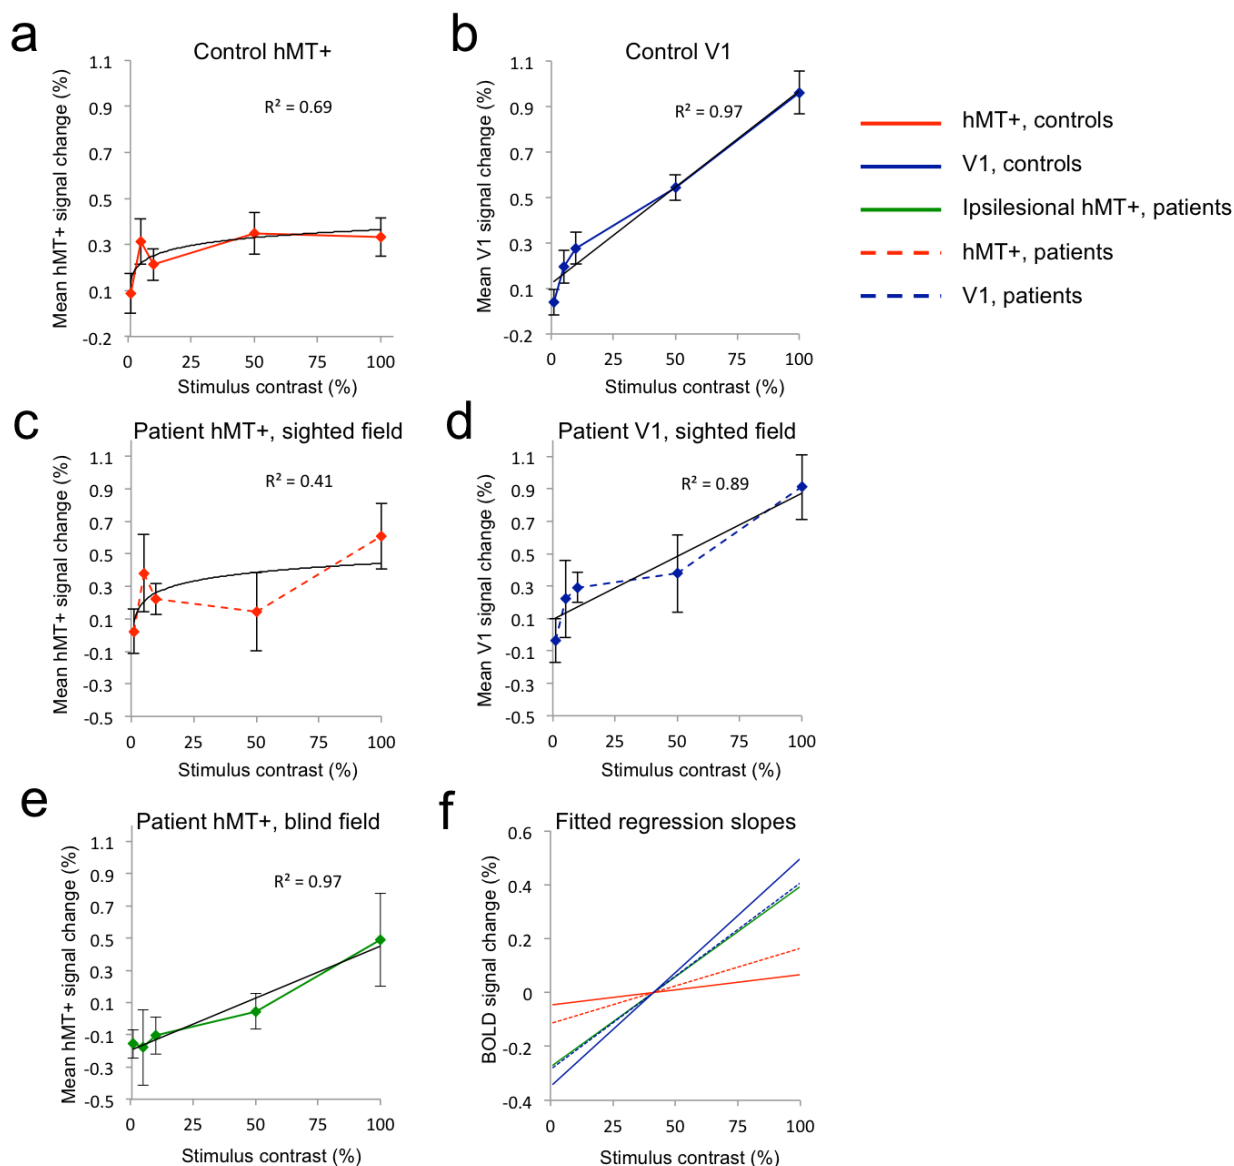 a
Control hMT+
Mean hMT+ signal change (%)
1.1
0.9
0.7
0.5
0.3
0.1
-0.2
R² = 0.69
0 25 50 75 100
Stimulus contrast (%)
b
Control V1
Mean V1 signal change (%)
1.1
0.9
0.7
0.5
0.3
0.1
-0.2
R² = 0.97
0 25 50 75 100
Stimulus contrast (%)
hMT+, controls
V1, controls
Ipsilesional hMT+, patients
hMT+, patients
V1, patients
c
Patient hMT+, sighted field
Mean hMT+ signal change (%)
1.1
0.9
0.7
0.5
0.3
0.1
-0.1
-0.3
-0.5
R² = 0.41
0 25 50 75 100
Stimulus contrast (%)
d
Patient V1, sighted field
Mean V1 signal change (%)
1.1
0.9
0.7
0.5
0.3
0.1
-0.1
-0.3
-0.5
R² = 0.89
0 25 50 75 100
Stimulus contrast (%)
e
Patient hMT+, blind field
Mean hMT+ signal change (%)
1.1
0.9
0.7
0.5
0.3
0.1
-0.1
-0.3
-0.5
R² = 0.97
0 25 50 75 100
Stimulus contrast (%)
f
Fitted regression slopes
BOLD signal change (%)
0.6
0.4
0.2
0
-0.2
-0.4
0 25 50 75 100
Stimulus contrast (%)